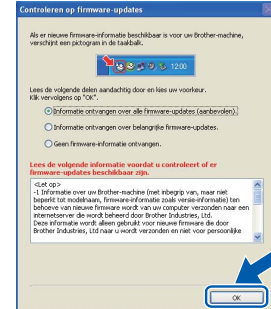 Controleren op firmware-updates
Als er nieuwe firmware-informatie beschikbaar is voor uw Brother-machine,
verschijnt een pictogram in de taakbalk.
12:00
Lees de volgende delen aandachtig door en kies uw voorkeur.
Klik vervolgens op "OK".
Informatie ontvangen over alle firmware-updates (aanbevolen).
Informatie ontvangen over belangrijke firmware-updates.
Geen firmware-informatie ontvangen.
Lees de volgende informatie voordat u controleert of er
firmware-updates beschikbaar zijn.
<Let op>
-1 Informatie over uw Brother-machine (met inbegrip van, maar niet
beperkt tot modelnaam, firmware-informatie zoals versie-informatie) ten
behoeve van nieuwe firmware wordt van uw computer verzonden naar een
internetserver die wordt beheerd door Brother Industries, Ltd.
Deze informatie wordt alleen gebruikt voor nieuwe firmware die door
Brother Industries, Ltd naar u wordt verzonden en niet voor persoonlijke
OK